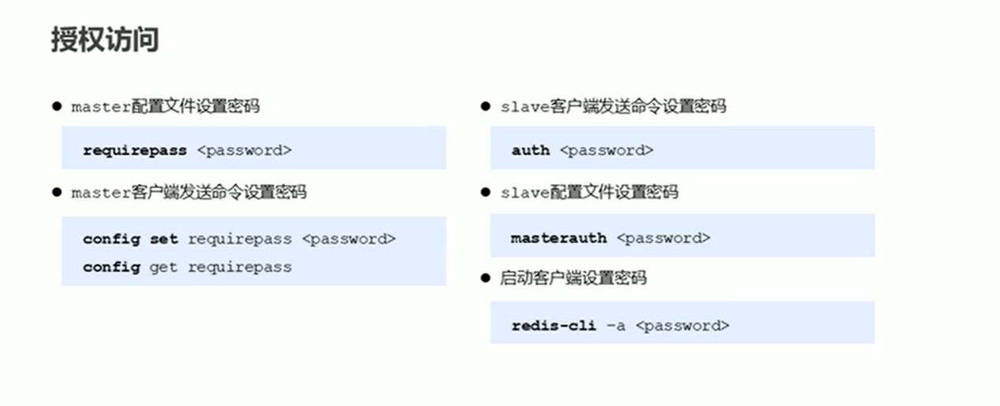 授权访问
● master配置文件设置密码
requirepass <password>
● master客户端发送命令设置密码
config set requirepass <password>
config get requirepass
● slave客户端发送命令设置密码
auth <password>
● slave配置文件设置密码
masterauth <password>
● 启动客户端设置密码
redis-cli –a <password>